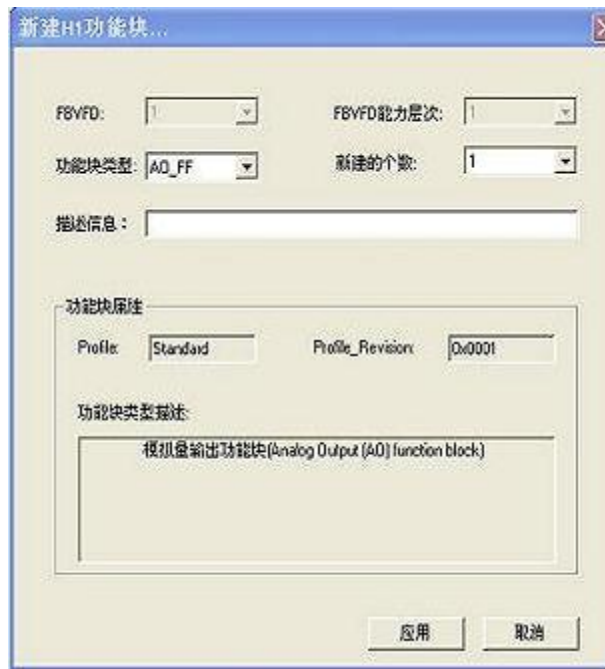 新建H1功能块...
FBVFD: 1 FBVFD能力层次: 1
功能块类型: AO_FF 新建的个数: 1
描述信息：
功能块属性
Profile: Standard Profile_Revision: 0x0001
功能块类型描述:
模拟量输出功能块(Analog Output (AO) function block)
应用 取消